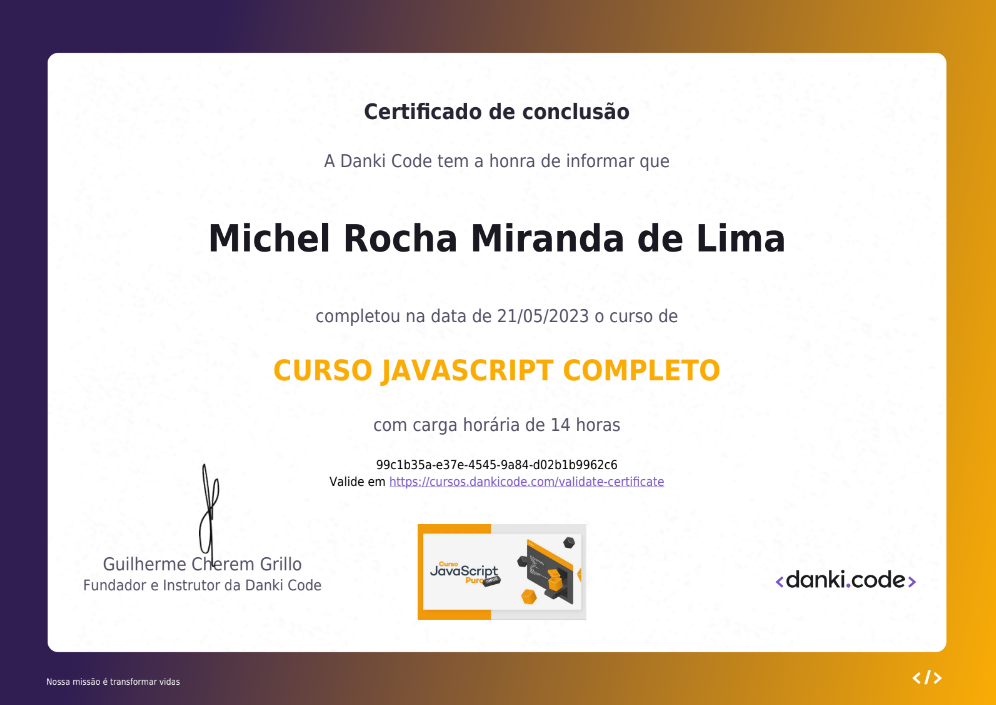 Certificado de conclusão
A Danki Code tem a honra de informar que
Michel Rocha Miranda de Lima
completou na data de 21/05/2023 o curso de
CURSO JAVASCRIPT COMPLETO
com carga horária de 14 horas
99c1b35a-e37e-4545-9a84-d02b1b9962c6
Valide em https://cursos.dankicode.com/validate-certificate
Guilherme Cherem Grillo
Fundador e Instrutor da Danki Code
Curso
JavaScript
Puro
<danki.code>
Nossa missão é transformar vidas
</>